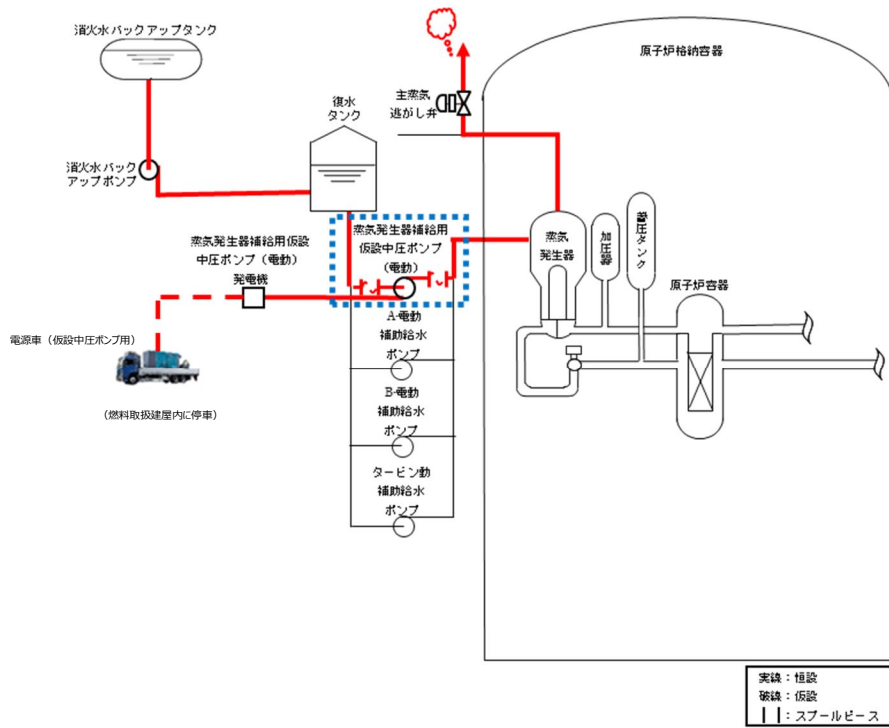 消火水バックアップタンク
原子炉格納容器
主蒸気
逃がし弁
復水
タンク
消火水バック
アップポンプ
蒸気発生器補給用仮設
中圧ポンプ（電動）
発電機
蒸気発生器補給用
仮設中圧ポンプ
（電動）
蒸気
発生器
加圧器
蓄圧タンク
原子炉容器
A-電動
補助給水
ポンプ
B-電動
補助給水
ポンプ
タービン動
補助給水
ポンプ
電源車（仮設中圧ポンプ用）
（燃料取扱建屋内に停車）
実線：恒設
破線：仮設
｜｜：スプールピース